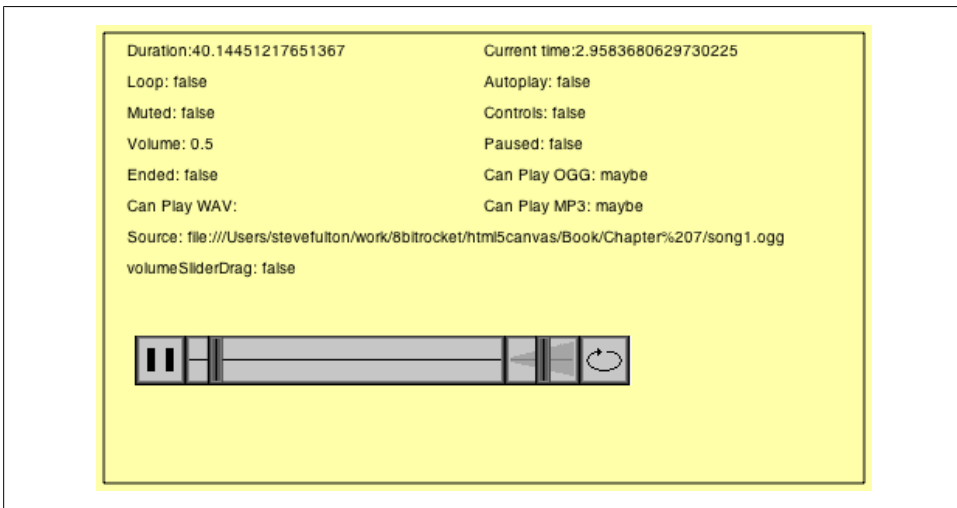 Duration:40.14451217651367 Current time:2.9583680629730225
Loop: false Autoplay: false
Muted: false Controls: false
Volume: 0.5 Paused: false
Ended: false Can Play OGG: maybe
Can Play WAV: Can Play MP3: maybe
Source: file:///Users/stevefulton/work/8bitrocket/html5canvas/Book/Chapter%207/song1.ogg
volumeSliderDrag: false